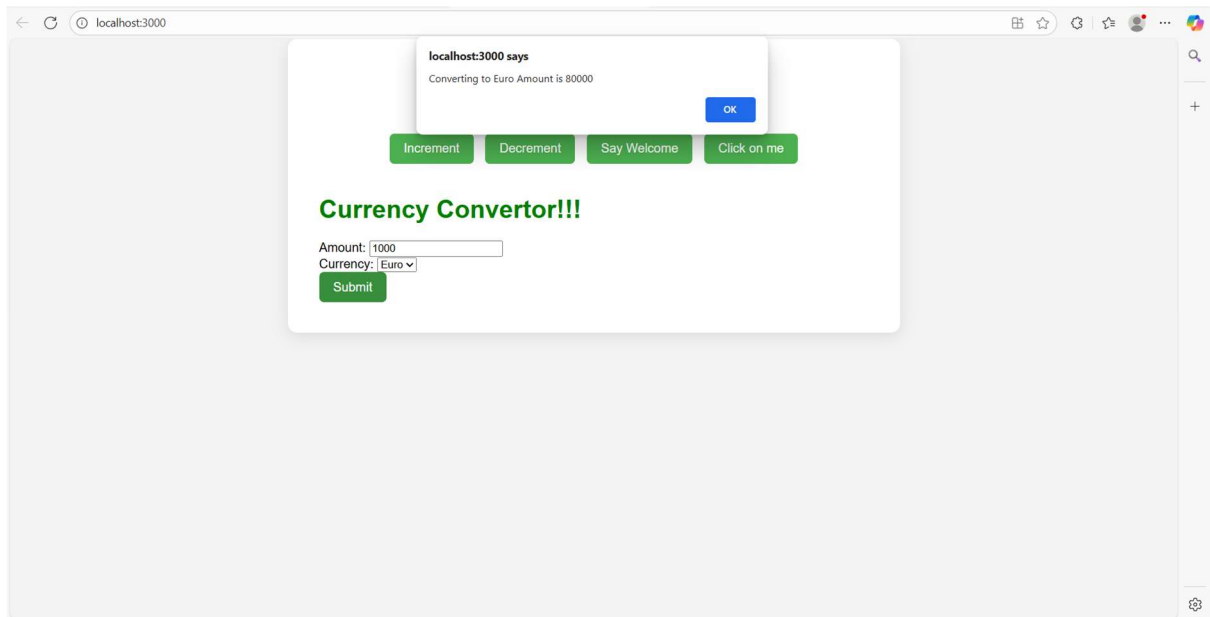 localhost:3000
localhost:3000 says
Converting to Euro Amount is 80000
OK
Increment Decrement Say Welcome Click on me
Currency Convertor!!!
Amount: 1000
Currency: Euro
Submit